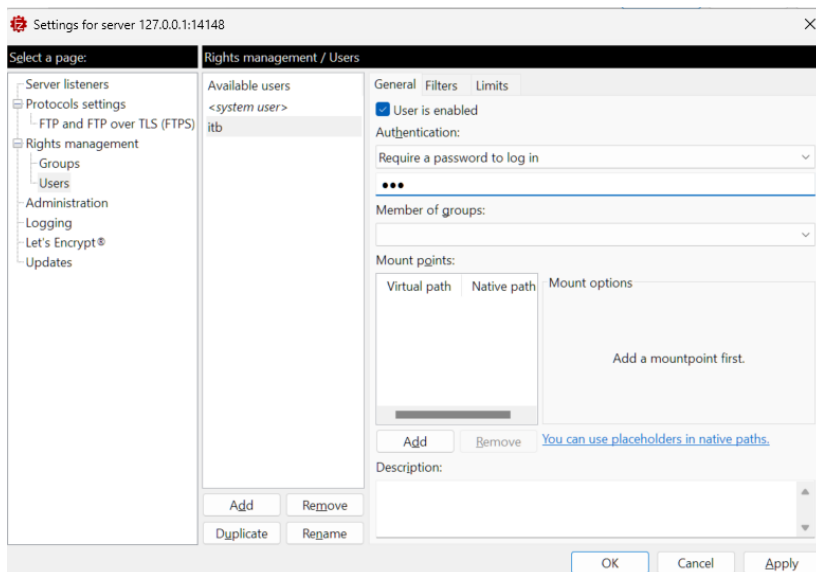 Settings for server 127.0.0.1:14148
Select a page:
Rights management / Users
Server listeners
Protocols settings
FTP and FTP over TLS (FTPS)
Rights management
Groups
Users
Administration
Logging
Let's Encrypt®
Updates
Available users
<system user>
itb
Add
Remove
Duplicate
Rename
General
Filters
Limits
User is enabled
Authentication:
Require a password to log in
•••
Member of groups:
Mount points:
Virtual path
Native path
Mount options
Add a mountpoint first.
Add
Remove
You can use placeholders in native paths.
Description:
OK
Cancel
Apply